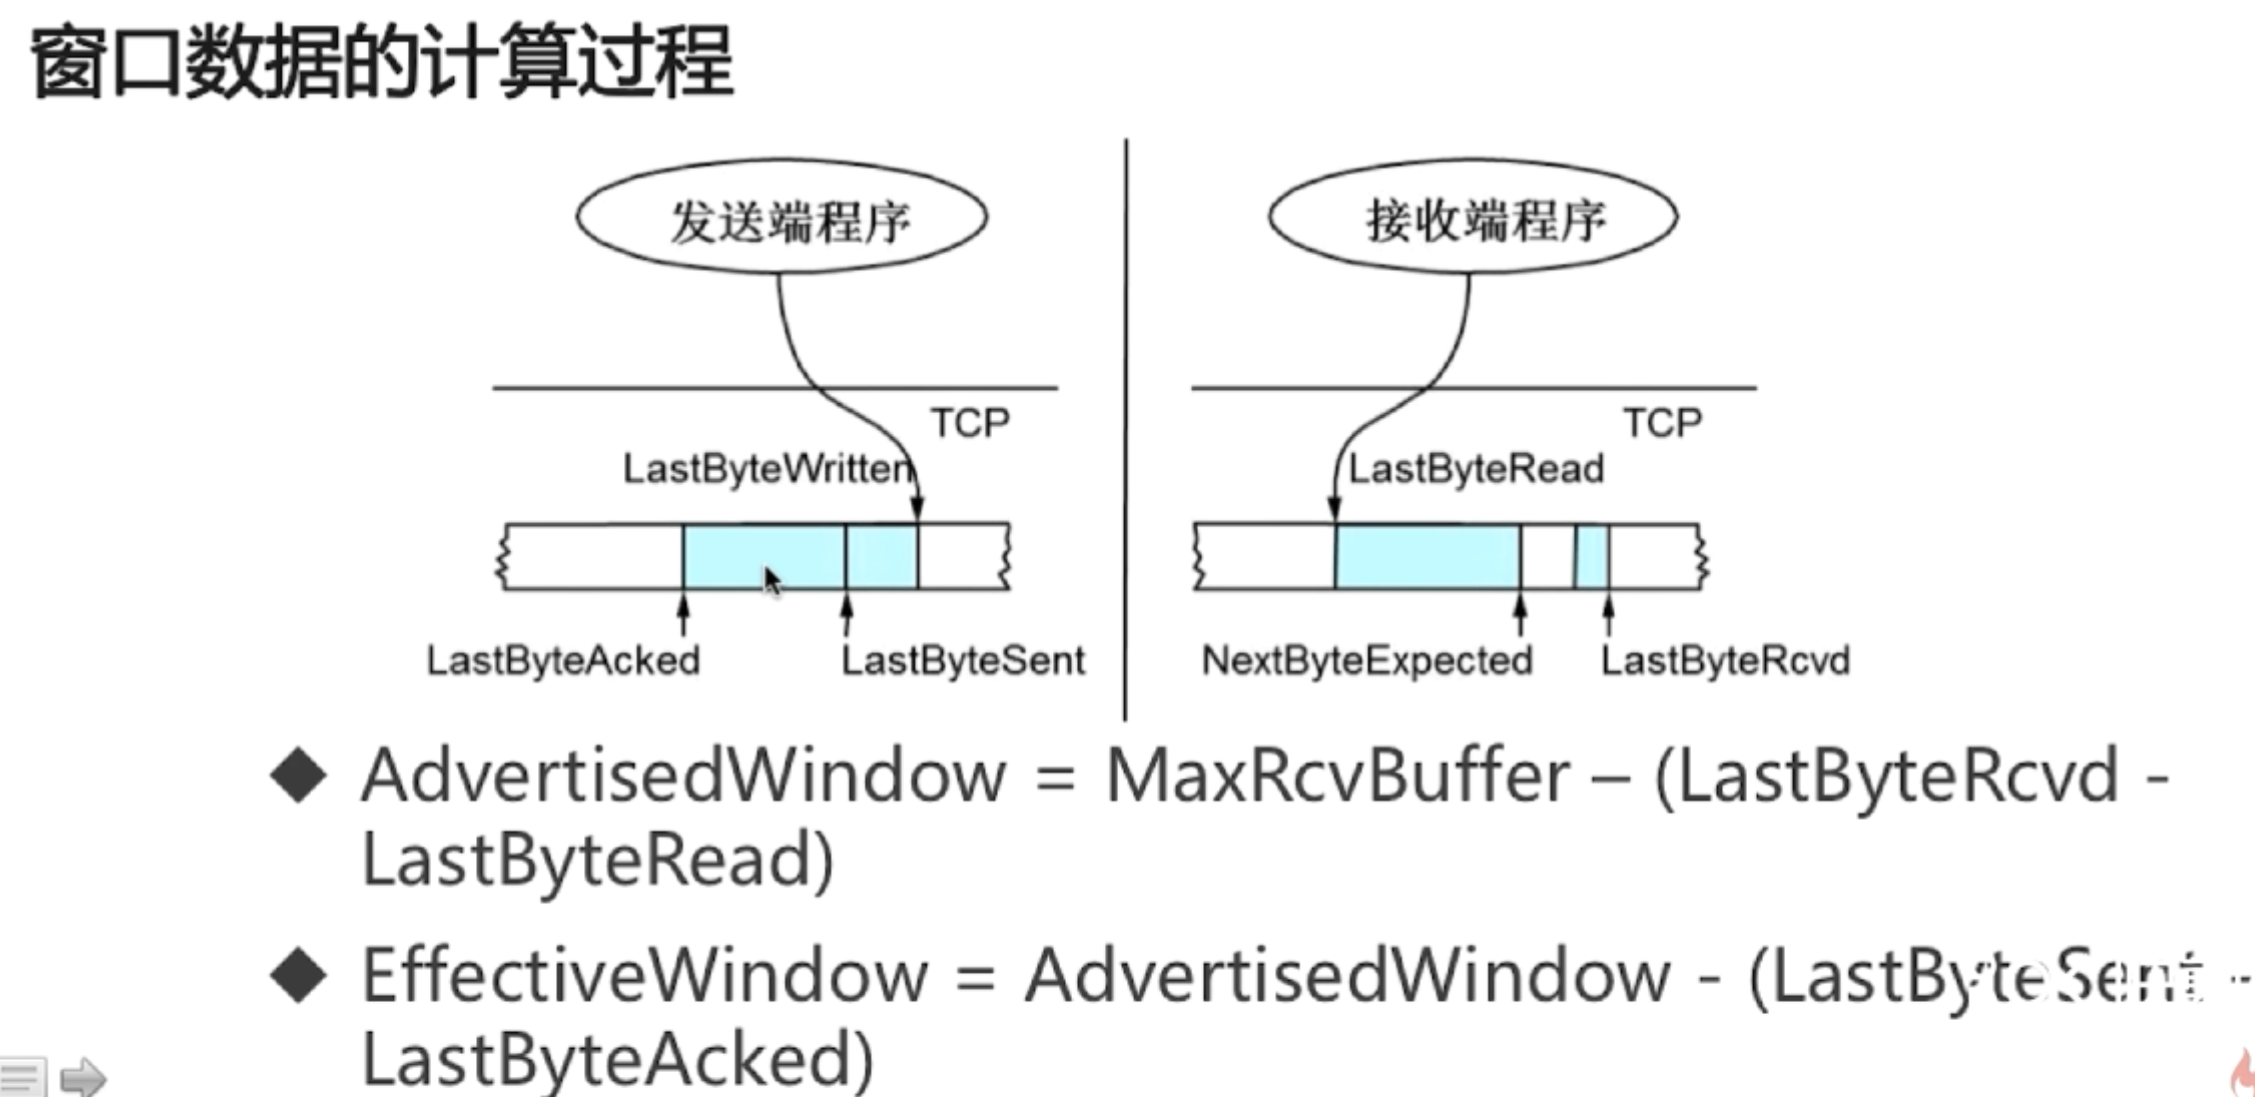 窗口数据的计算过程
发送端程序
接收端程序
TCP
TCP
LastByteWritten
LastByteRead
LastByteAcked
LastByteSent
NextByteExpected
LastByteRcvd
◆ AdvertisedWindow = MaxRcvBuffer – (LastByteRcvd -
LastByteRead)
◆ EffectiveWindow = AdvertisedWindow - (LastByteSent -
LastByteAcked)